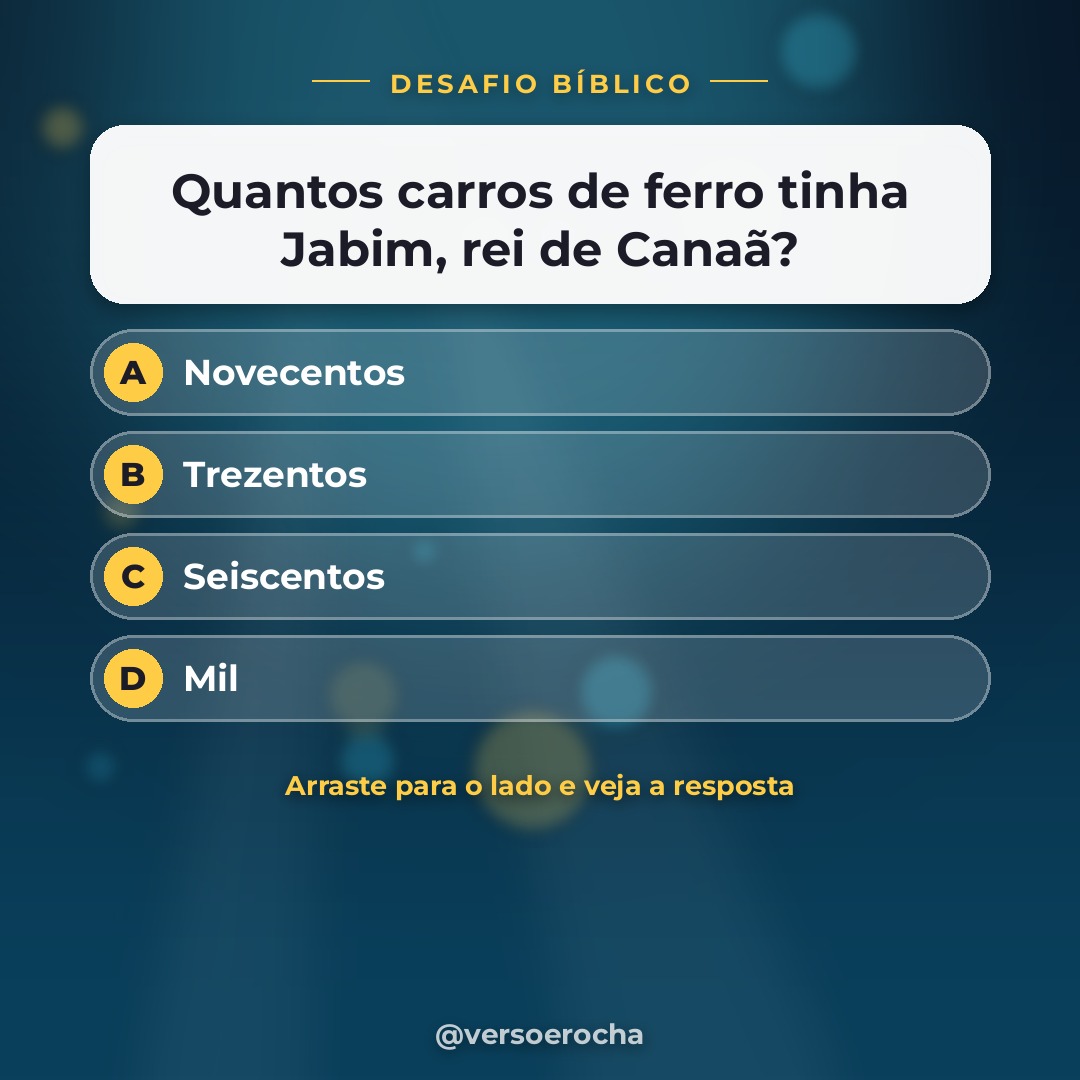 DESAFIO BÍBLICO
Quantos carros de ferro tinha
Jabim, rei de Canaã?
A Novecentos
B Trezentos
C Seiscentos
D Mil
Arraste para o lado e veja a resposta
@versoerocha